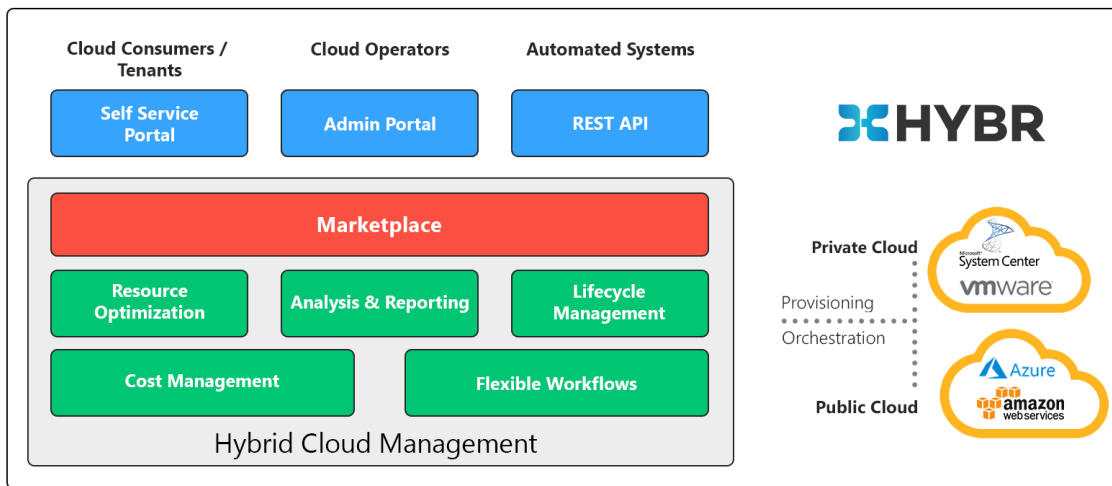 Cloud Consumers /
Tenants
Cloud Operators
Automated Systems
Self Service
Portal
Admin Portal
REST API
HYBR
Marketplace
Resource
Optimization
Analysis & Reporting
Lifecycle
Management
Cost Management
Flexible Workflows
Hybrid Cloud Management
Private Cloud
Microsoft
System Center
vmware
Provisioning
Orchestration
Public Cloud
Azure
amazon
webservices